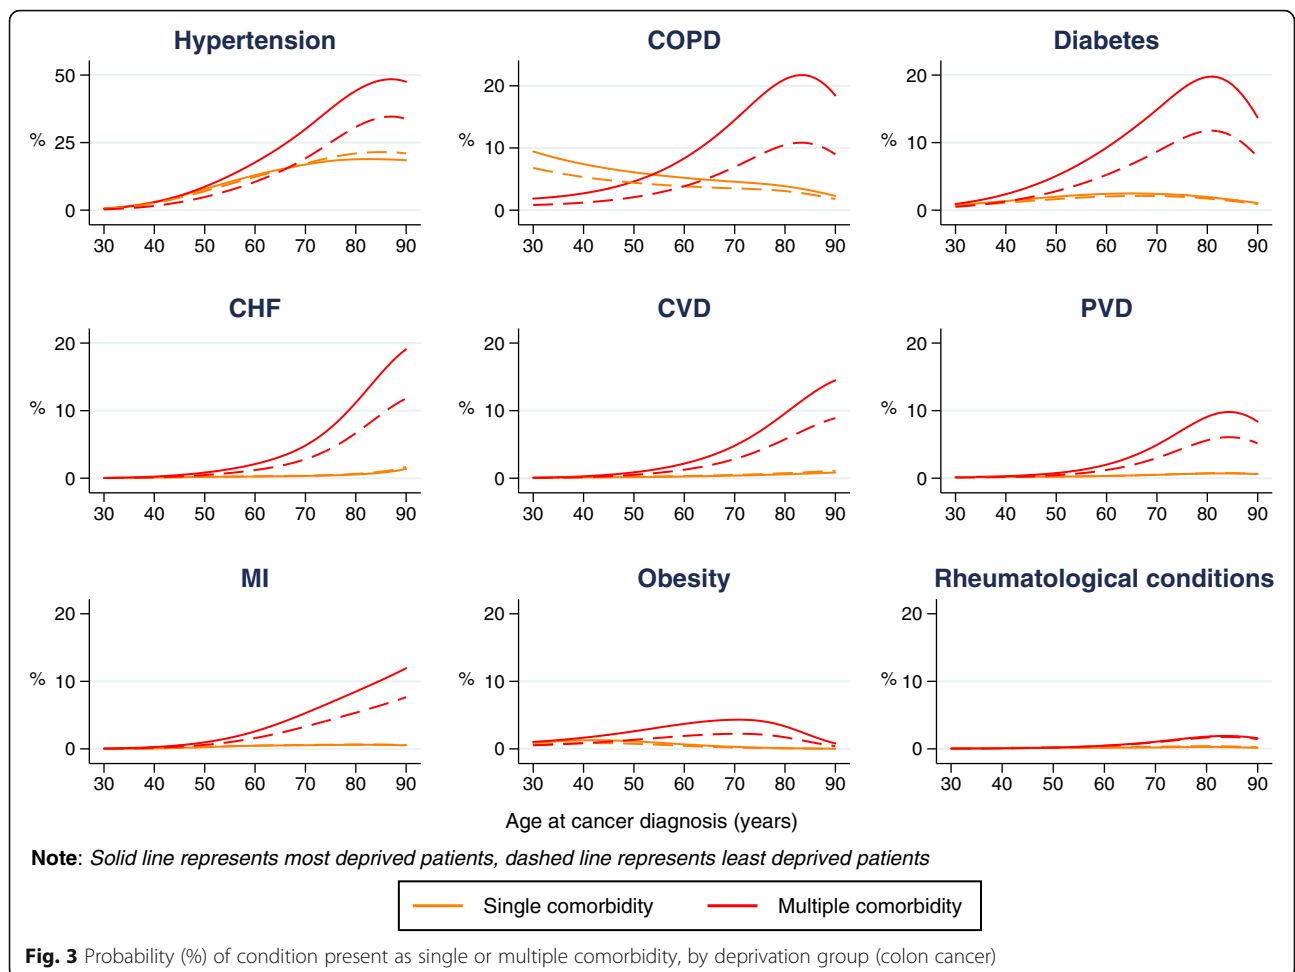 Hypertension
COPD
Diabetes
50
25
0
%
30 40 50 60 70 80 90
20
10
0
%
30 40 50 60 70 80 90
20
10
0
%
30 40 50 60 70 80 90
CHF
CVD
PVD
20
10
0
%
30 40 50 60 70 80 90
20
10
0
%
30 40 50 60 70 80 90
20
10
0
%
30 40 50 60 70 80 90
MI
Obesity
Rheumatological conditions
20
10
0
%
30 40 50 60 70 80 90
20
10
0
%
30 40 50 60 70 80 90
20
10
0
%
30 40 50 60 70 80 90
Age at cancer diagnosis (years)
Note: Solid line represents most deprived patients, dashed line represents least deprived patients
Single comorbidity
Multiple comorbidity
Fig. 3 Probability (%) of condition present as single or multiple comorbidity, by deprivation group (colon cancer)